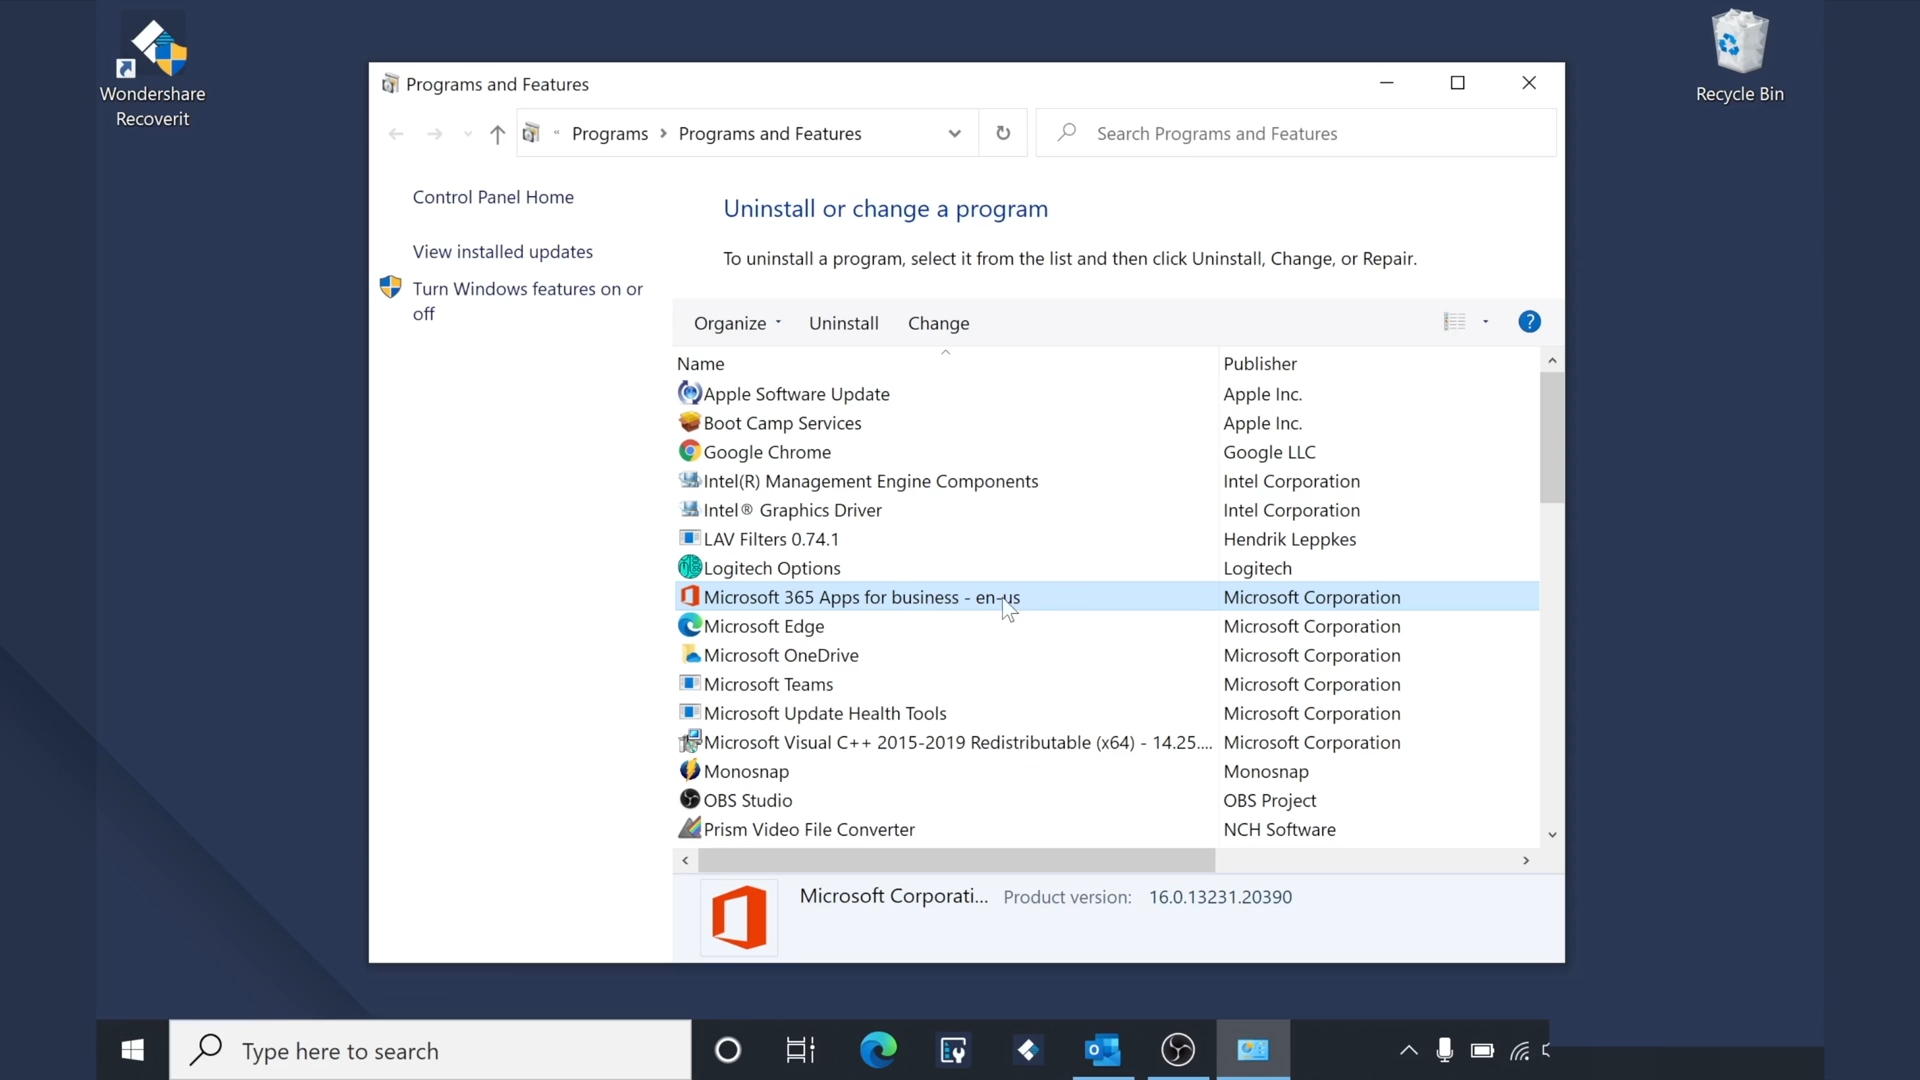 Wondershare
Recoverit
Recycle Bin
Programs and Features
« Programs > Programs and Features
Search Programs and Features
Control Panel Home
View installed updates
Turn Windows features on or
off
Uninstall or change a program
To uninstall a program, select it from the list and then click Uninstall, Change, or Repair.
Organize Uninstall Change ?
Name Publisher
Apple Software Update Apple Inc.
Boot Camp Services Apple Inc.
Google Chrome Google LLC
Intel(R) Management Engine Components Intel Corporation
Intel® Graphics Driver Intel Corporation
LAV Filters 0.74.1 Hendrik Leppkes
Logitech Options Logitech
Microsoft 365 Apps for business - en-us Microsoft Corporation
Microsoft Edge Microsoft Corporation
Microsoft OneDrive Microsoft Corporation
Microsoft Teams Microsoft Corporation
Microsoft Update Health Tools Microsoft Corporation
Microsoft Visual C++ 2015-2019 Redistributable (x64) - 14.25.... Microsoft Corporation
Monosnap Monosnap
OBS Studio OBS Project
Prism Video File Converter NCH Software
Microsoft Corporati... Product version: 16.0.13231.20390
Type here to search